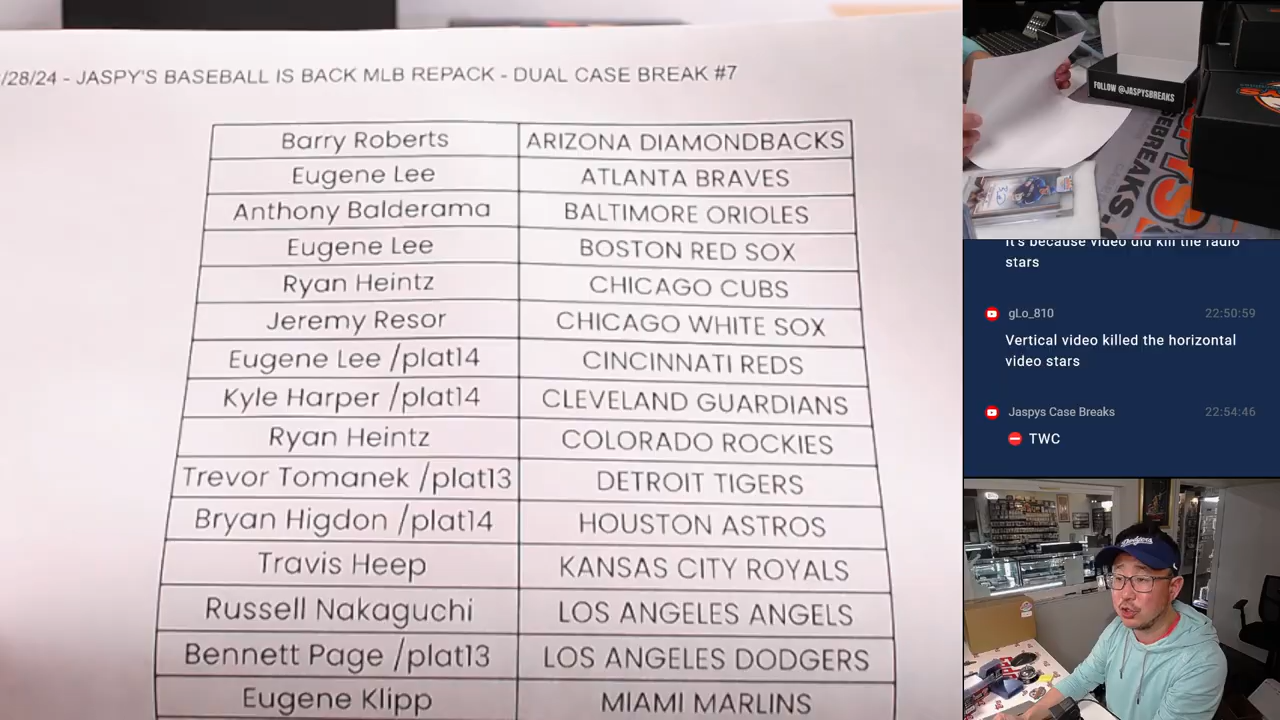 /28/24 - JASPY'S BASEBALL IS BACK MLB REPACK - DUAL CASE BREAK #7
Barry Roberts ARIZONA DIAMONDBACKS
Eugene Lee ATLANTA BRAVES
Anthony Balderama BALTIMORE ORIOLES
Eugene Lee BOSTON RED SOX
Ryan Heintz CHICAGO CUBS
Jeremy Resor CHICAGO WHITE SOX
Eugene Lee /plat14 CINCINNATI REDS
Kyle Harper /plat14 CLEVELAND GUARDIANS
Ryan Heintz COLORADO ROCKIES
Trevor Tomanek /plat13 DETROIT TIGERS
Bryan Higdon /plat14 HOUSTON ASTROS
Travis Heep KANSAS CITY ROYALS
Russell Nakaguchi LOS ANGELES ANGELS
Bennett Page /plat13 LOS ANGELES DODGERS
Eugene Klipp MIAMI MARLINS
FOLLOW @JASPYSBREAKS
it's because video did kill the radio
stars
gLo_810 22:50:59
Vertical video killed the horizontal
video stars
Jaspys Case Breaks 22:54:46
TWC
Dodgers